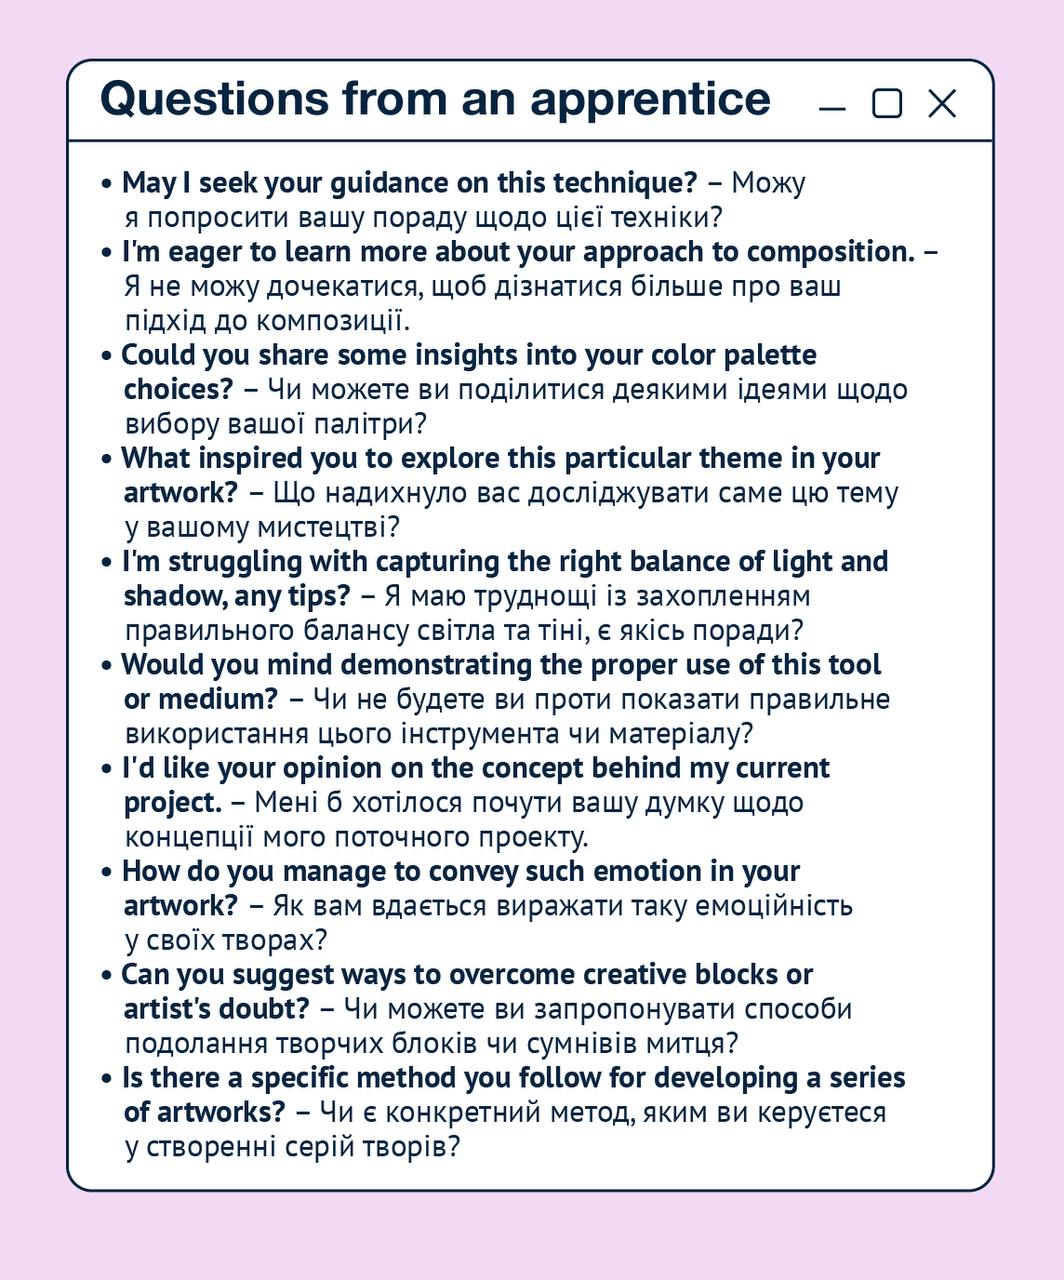 Questions from an apprentice
• May I seek your guidance on this technique? – Можу
я попросити вашу пораду щодо цієї техніки?
• I'm eager to learn more about your approach to composition. –
Я не можу дочекатися, щоб дізнатися більше про ваш
підхід до композиції.
• Could you share some insights into your color palette
choices? – Чи можете ви поділитися деякими ідеями щодо
вибору вашої палітри?
• What inspired you to explore this particular theme in your
artwork? – Що надихнуло вас досліджувати саме цю тему
у вашому мистецтві?
• I'm struggling with capturing the right balance of light and
shadow, any tips? – Я маю труднощі із захопленням
правильного балансу світла та тіні, є якісь поради?
• Would you mind demonstrating the proper use of this tool
or medium? – Чи не будете ви проти показати правильне
використання цього інструмента чи матеріалу?
• I'd like your opinion on the concept behind my current
project. – Мені б хотілося почути вашу думку щодо
концепції мого поточного проекту.
• How do you manage to convey such emotion in your
artwork? – Як вам вдається виражати таку емоційність
у своїх творах?
• Can you suggest ways to overcome creative blocks or
artist's doubt? – Чи можете ви запропонувати способи
подолання творчих блоків чи сумнівів митця?
• Is there a specific method you follow for developing a series
of artworks? – Чи є конкретний метод, яким ви керуєтеся
у створенні серій творів?